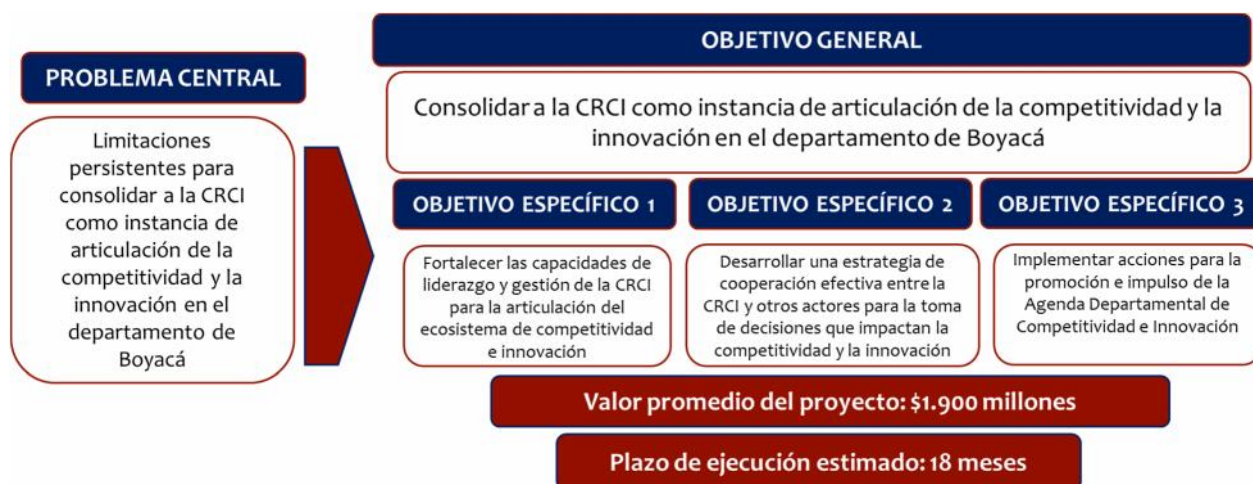 PROBLEMA CENTRAL
Limitaciones
persistentes para
consolidar a la CRCI
como instancia de
articulación de la
competitividad y la
innovación en el
departamento de
Boyacá
OBJETIVO GENERAL
Consolidar a la CRCI como instancia de articulación de la competitividad y la
innovación en el departamento de Boyacá
OBJETIVO ESPECÍFICO 1
Fortalecer las capacidades de
liderazgo y gestión de la CRCI
para la articulación del
ecosistema de competitividad
e innovación
OBJETIVO ESPECÍFICO 2
Desarrollar una estrategia de
cooperación efectiva entre la
CRCI y otros actores para la toma
de decisiones que impactan la
competitividad y la innovación
OBJETIVO ESPECÍFICO 3
Implementar acciones para la
promoción e impulso de la
Agenda Departamental de
Competitividad e Innovación
Valor promedio del proyecto: $1.900 millones
Plazo de ejecución estimado: 18 meses